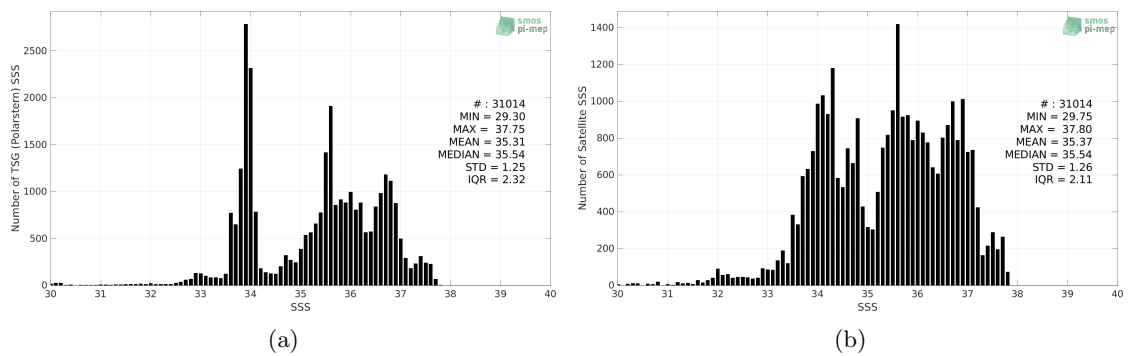 smos
pi-mep
2500
2000
1500
1000
500
0
Number of TSG (Polarstern) SSS
# : 31014
MIN = 29.30
MAX = 37.75
MEAN = 35.31
MEDIAN = 35.54
STD = 1.25
IQR = 2.32
30 31 32 33 34 35 36 37 38 39 40
SSS
(a)
smos
pi-mep
1400
1200
1000
800
600
400
200
0
Number of Satellite SSS
# : 31014
MIN = 29.75
MAX = 37.80
MEAN = 35.37
MEDIAN = 35.54
STD = 1.26
IQR = 2.11
30 31 32 33 34 35 36 37 38 39 40
SSS
(b)